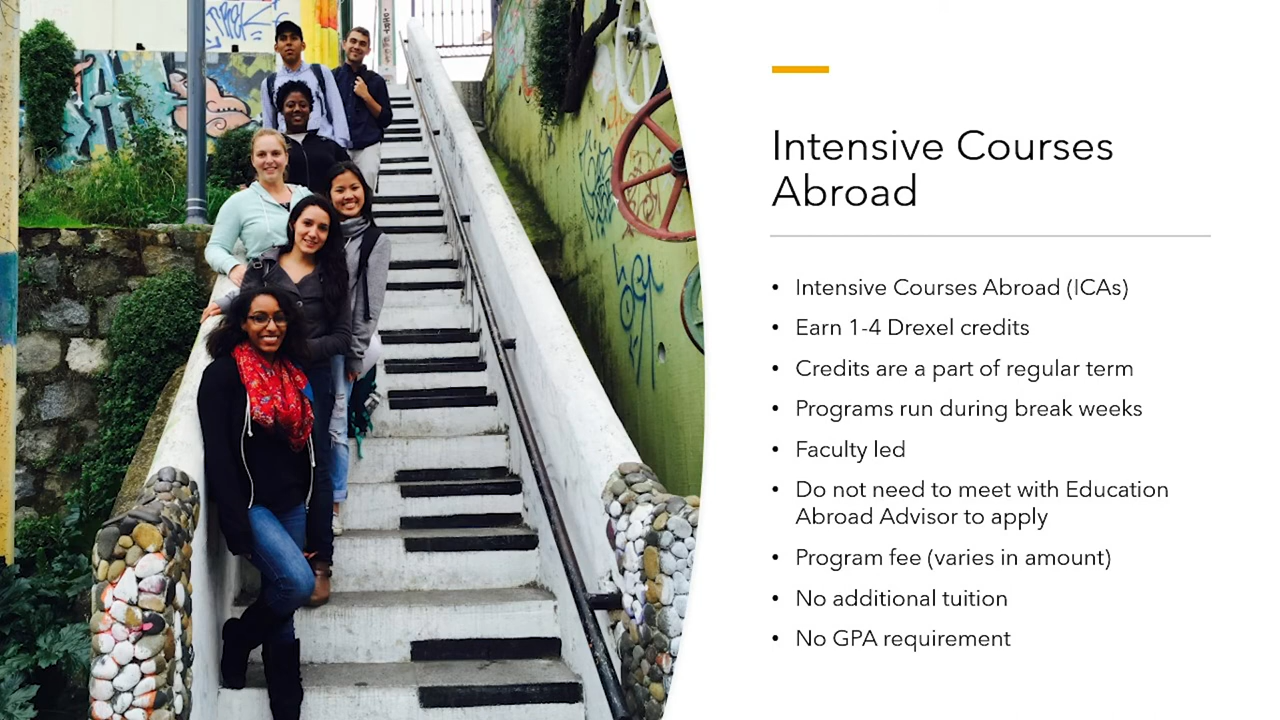 Intensive Courses
Abroad
• Intensive Courses Abroad (ICAs)
• Earn 1-4 Drexel credits
• Credits are a part of regular term
• Programs run during break weeks
• Faculty led
• Do not need to meet with Education
Abroad Advisor to apply
• Program fee (varies in amount)
• No additional tuition
• No GPA requirement